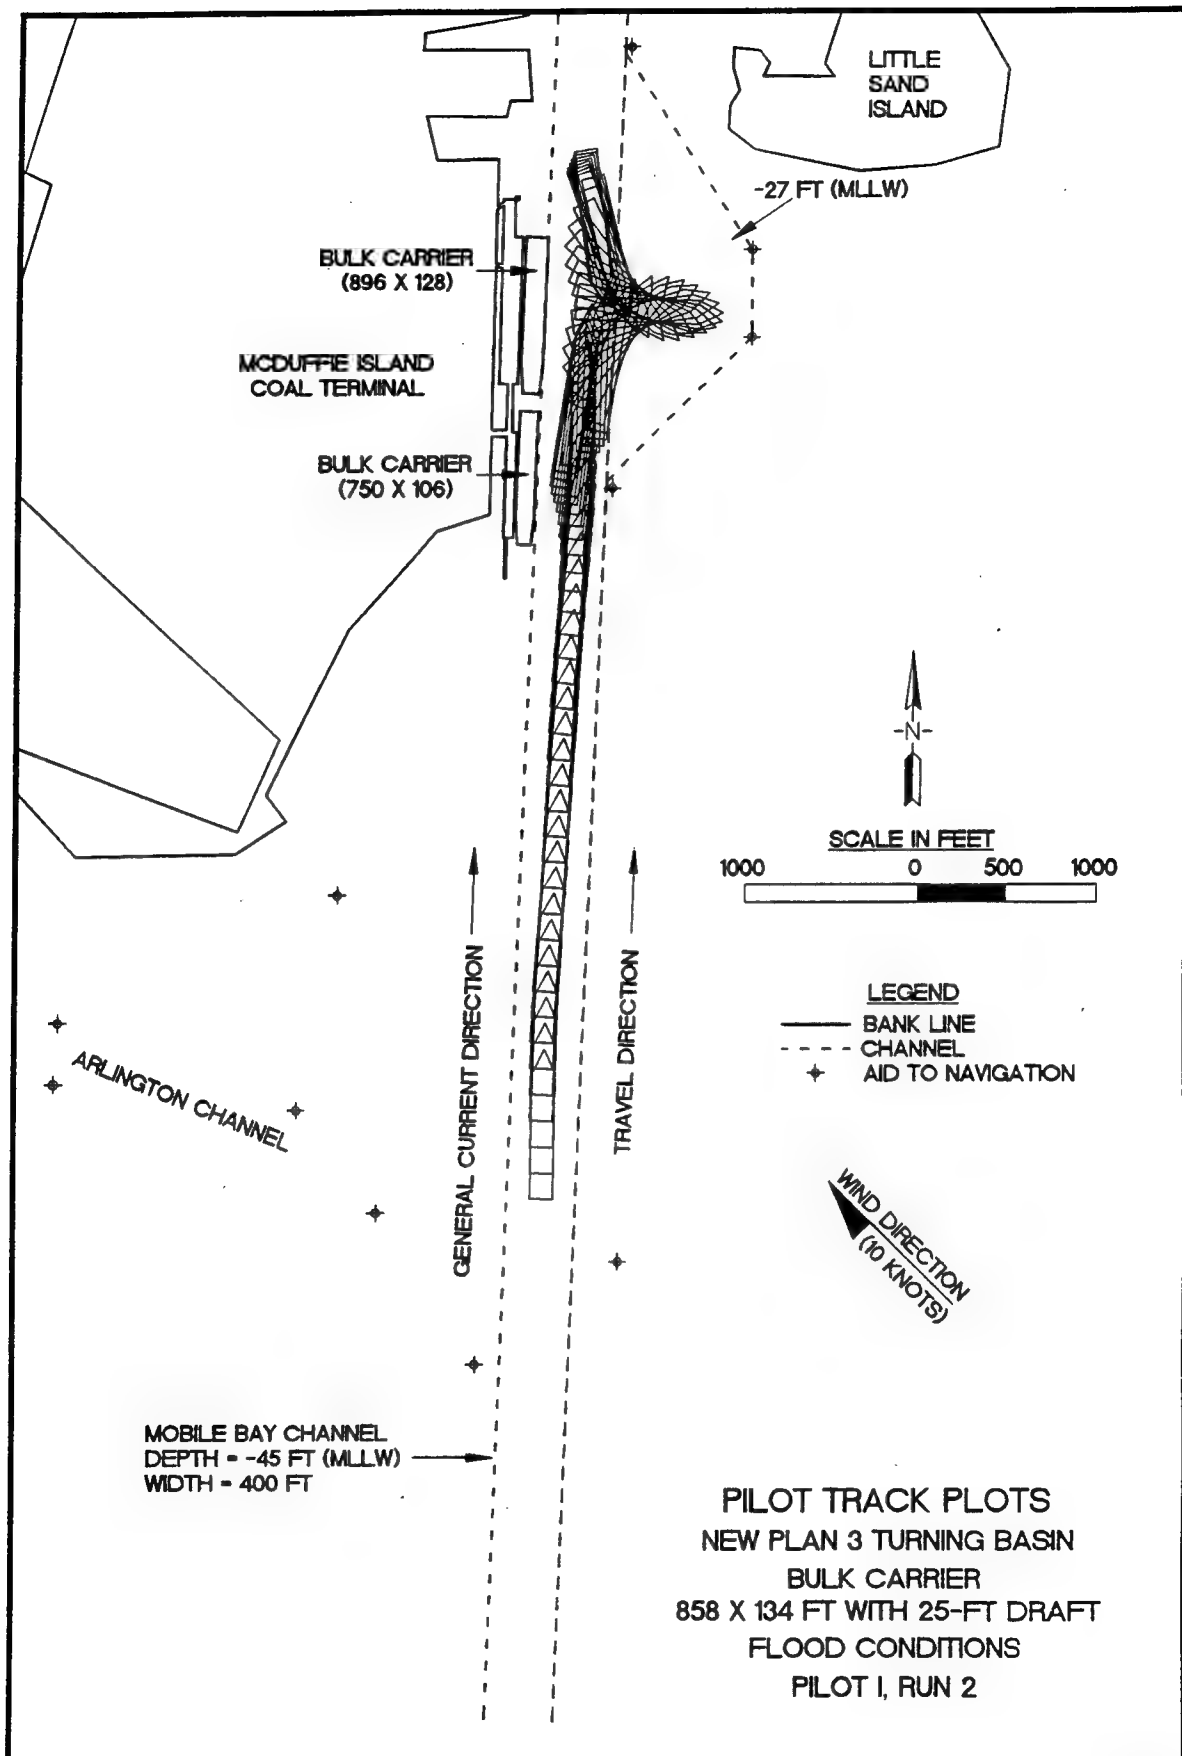 LITTLE
SAND
ISLAND
-27 FT (MLLW)
BULK CARRIER
(896 X 128)
MCDUFFIE ISLAND
COAL TERMINAL
BULK CARRIER
(750 X 106)
-N-
SCALE IN FEET
1000 0 500 1000
GENERAL CURRENT DIRECTION
TRAVEL DIRECTION
LEGEND
BANK LINE
CHANNEL
AID TO NAVIGATION
ARLINGTON CHANNEL
WIND DIRECTION
(10 KNOTS)
MOBILE BAY CHANNEL
DEPTH = -45 FT (MLLW)
WIDTH = 400 FT
PILOT TRACK PLOTS
NEW PLAN 3 TURNING BASIN
BULK CARRIER
858 X 134 FT WITH 25-FT DRAFT
FLOOD CONDITIONS
PILOT 1, RUN 2